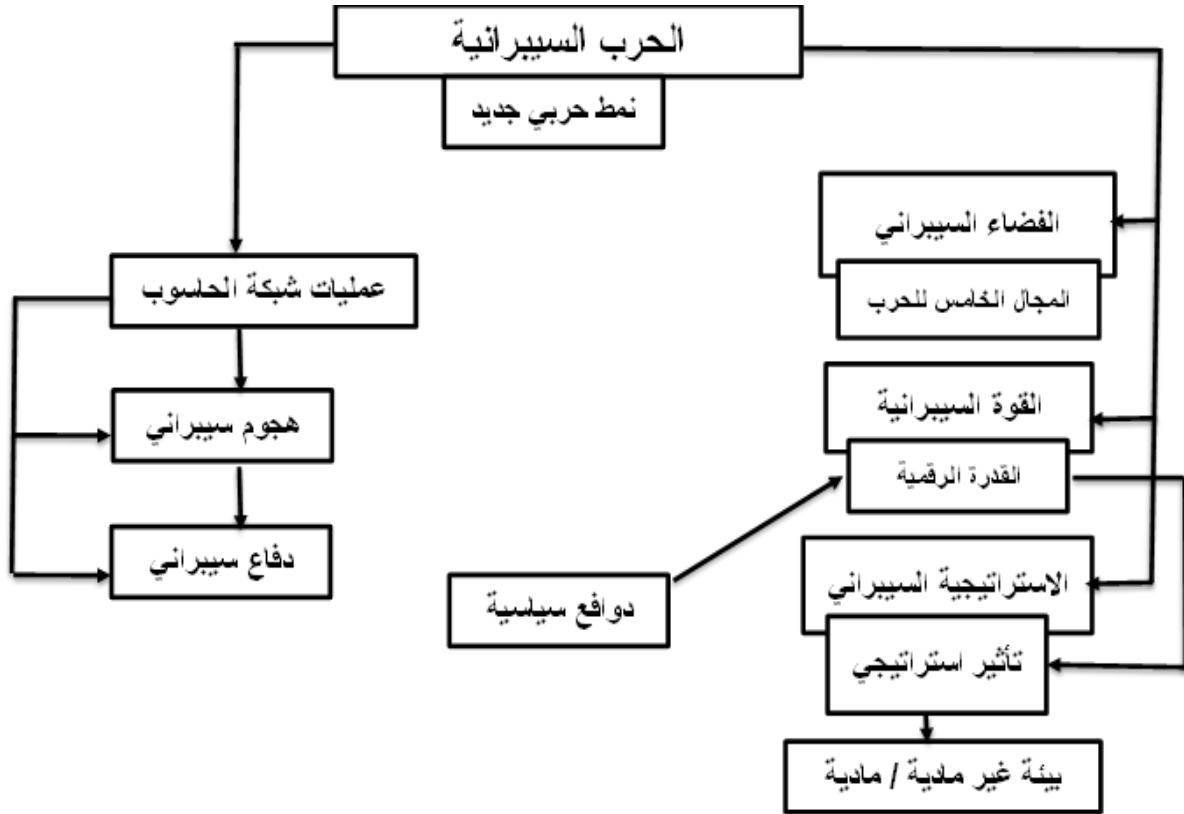 الحرب السيبرانية
نمط حربي جديد
الفضاء السيبراني
المجال الخامس للحرب
القوة السيبرانية
القدرة الرقمية
الاستراتيجية السيبراني
تأثير استراتيجي
بيئة غير مادية / مادية
دوافع سياسية
عمليات شبكة الحاسوب
هجوم سيبراني
دفاع سيبراني